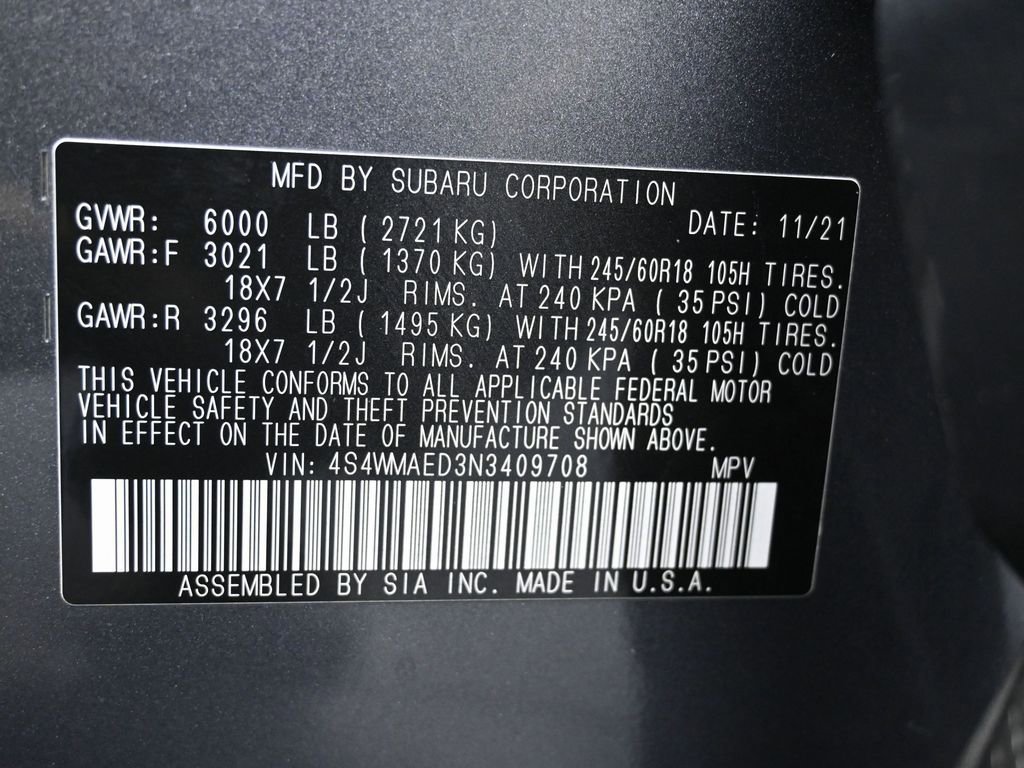 MFD BY SUBARU CORPORATION
DATE: 11/21
GVWR: 6000 LB ( 2721 KG)
GAWR:F 3021 LB ( 1370 KG) WITH 245/60R18 105H TIRES.
18X7 1/2J RIMS. AT 240 KPA ( 35 PSI) COLD
GAWR:R 3296 LB ( 1495 KG) WITH 245/60R18 105H TIRES.
18X7 1/2J RIMS. AT 240 KPA ( 35 PSI) COLD
THIS VEHICLE CONFORMS TO ALL APPLICABLE FEDERAL MOTOR
VEHICLE SAFETY AND THEFT PREVENTION STANDARDS
IN EFFECT ON THE DATE OF MANUFACTURE SHOWN ABOVE.
VIN: 4S4WMAED3N3409708 MPV
ASSEMBLED BY SIA INC. MADE IN U.S.A.